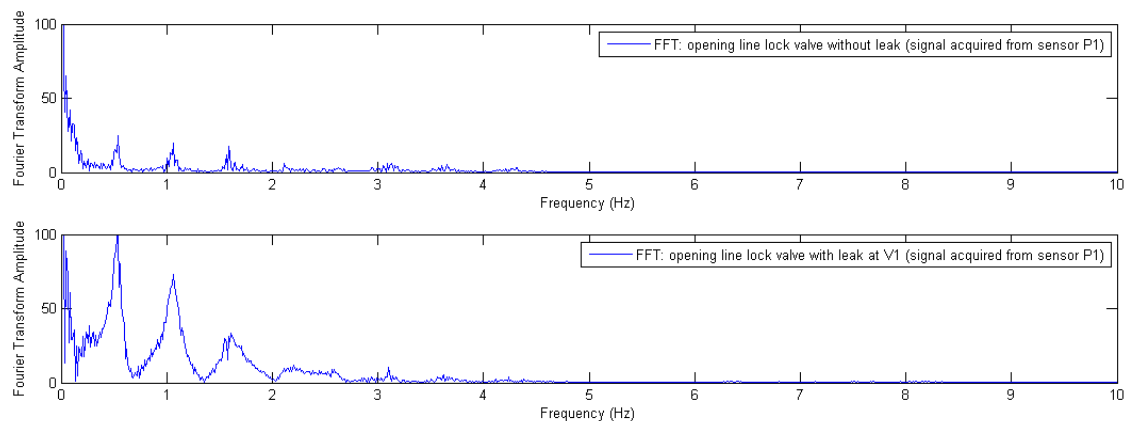 100
50
0
Fourier Transform Amplitude
FFT: opening line lock valve without leak (signal acquired from sensor P1)
0 1 2 3 4 5 6 7 8 9 10
Frequency (Hz)
100
50
0
Fourier Transform Amplitude
FFT: opening line lock valve with leak at V1 (signal acquired from sensor P1)
0 1 2 3 4 5 6 7 8 9 10
Frequency (Hz)